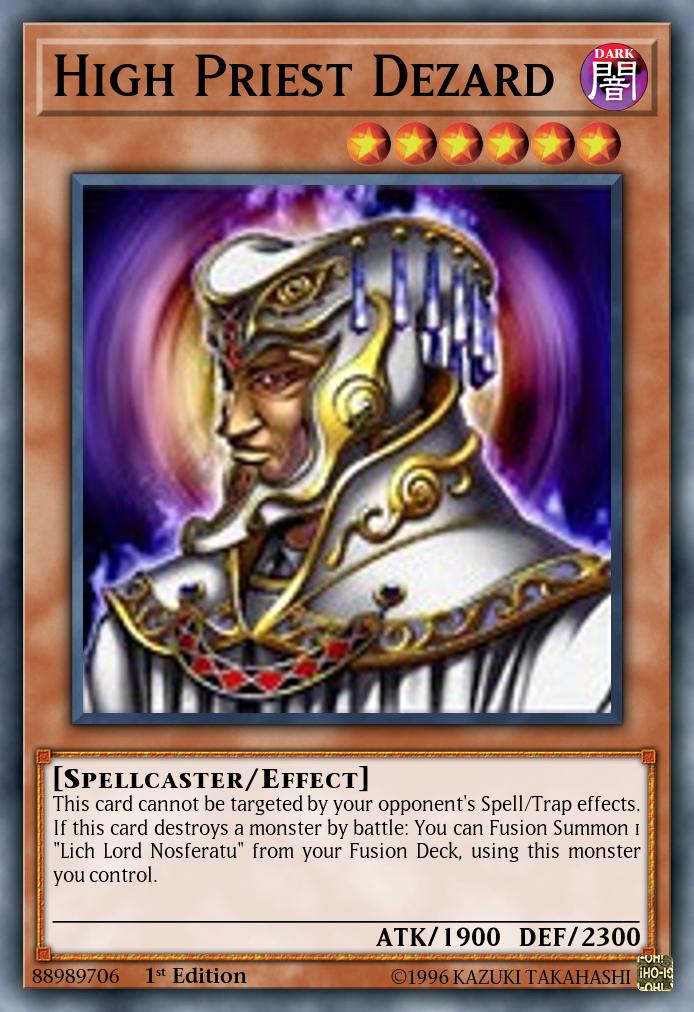 High Priest Dezard
DARK
闇
[Spellcaster/Effect]
This card cannot be targeted by your opponent's Spell/Trap effects.
If this card destroys a monster by battle: You can Fusion Summon 1
"Lich Lord Nosferatu" from your Fusion Deck, using this monster
you control.
ATK/1900 DEF/2300
88989706 1st Edition ©1996 KAZUKI TAKAHASHI